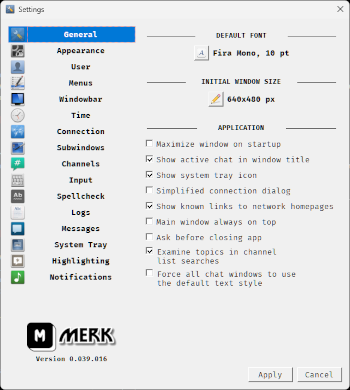 Settings
General
Appearance
User
Menus
Windowbar
Time
Connection
Subwindows
Channels
Input
Spellcheck
Logs
Messages
System Tray
Highlighting
Notifications
M MERK
Version 0.039.016
DEFAULT FONT
Fira Mono, 10 pt
INITIAL WINDOW SIZE
640x480 px
APPLICATION
Maximize window on startup
Show active chat in window title
Show system tray icon
Simplified connection dialog
Show known links to network homepages
Main window always on top
Ask before closing app
Examine topics in channel
list searches
Force all chat windows to use
the default text style
Apply
Cancel